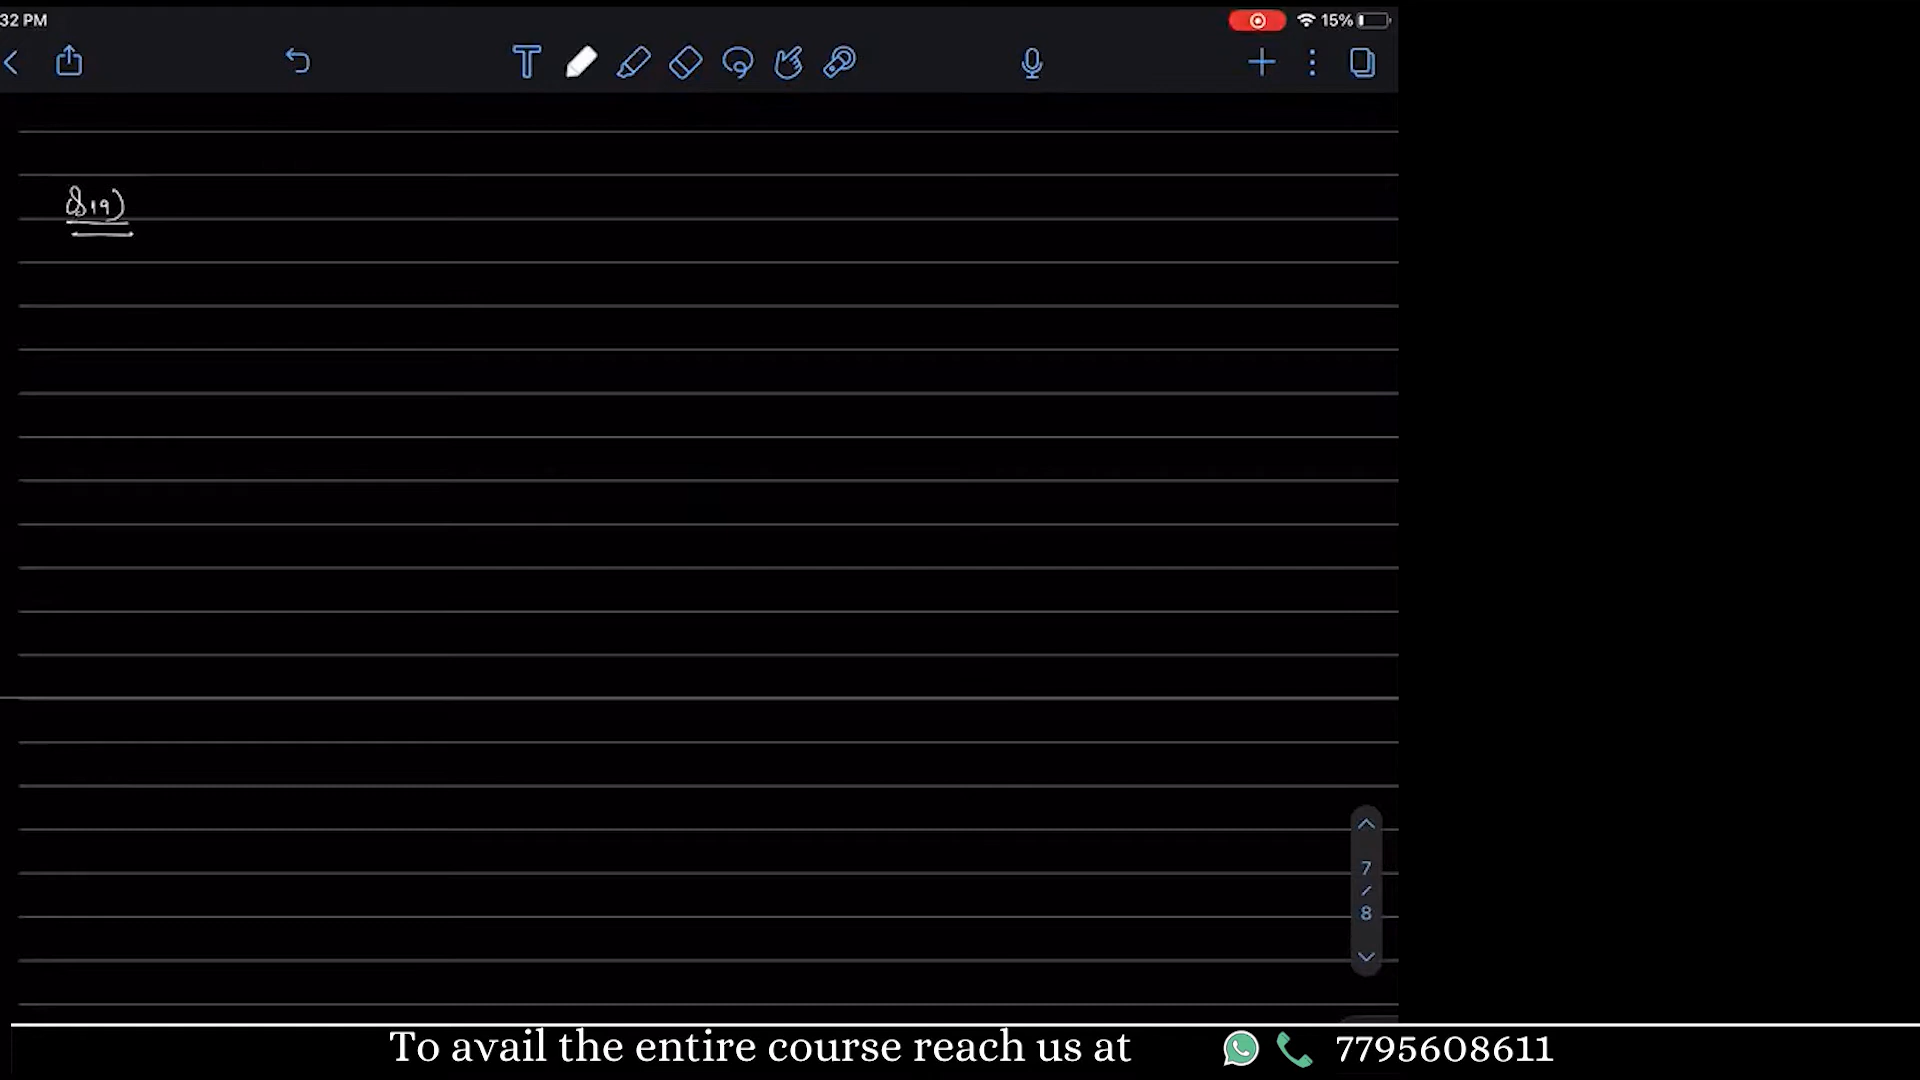 32 PM
15%
T
Q19)
7
/
8
To avail the entire course reach us at 7795608611